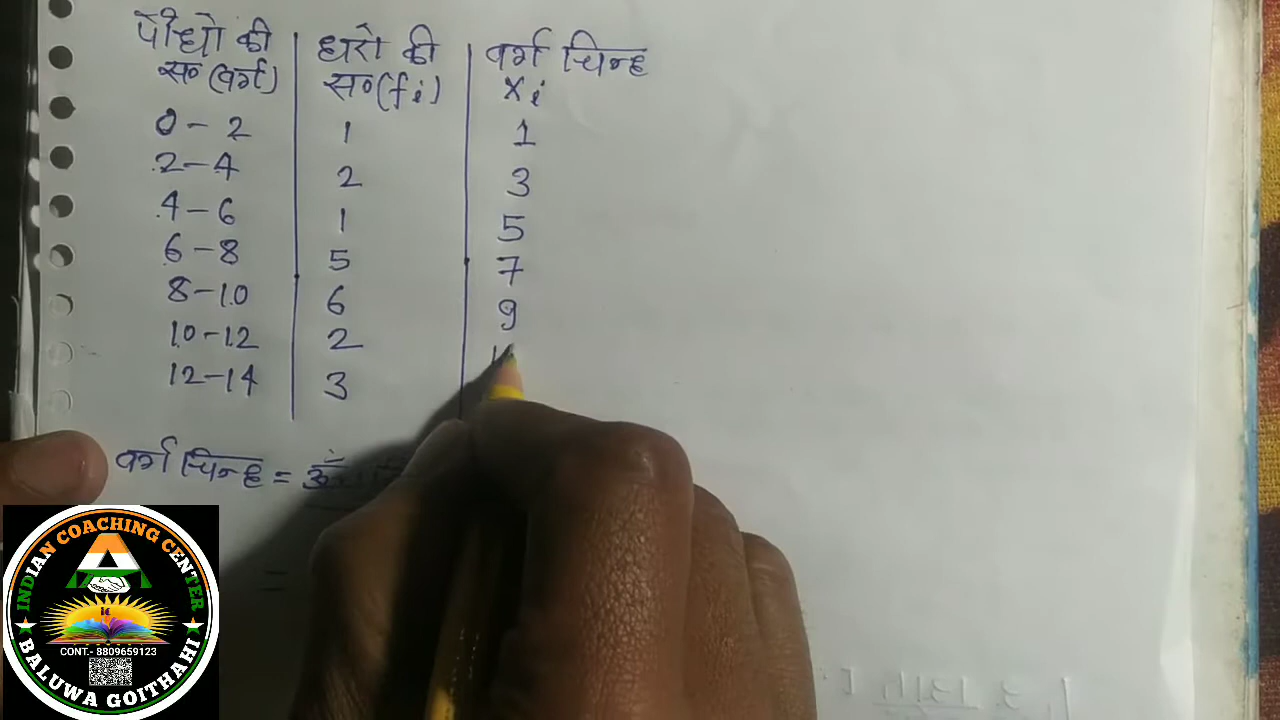 पौधो की | घरो की | वर्ग चिन्ह
स० (वर्ग) | स० (fi) | xi
0-2 | 1 | 1
2-4 | 2 | 3
4-6 | 1 | 5
6-8 | 5 | 7
8-10 | 6 | 9
10-12 | 2
12-14 | 3
वर्ग चिन्ह =
=
INDIAN COACHING CENTER
CONT.- 8809659123
BALUWA GOITHAHI